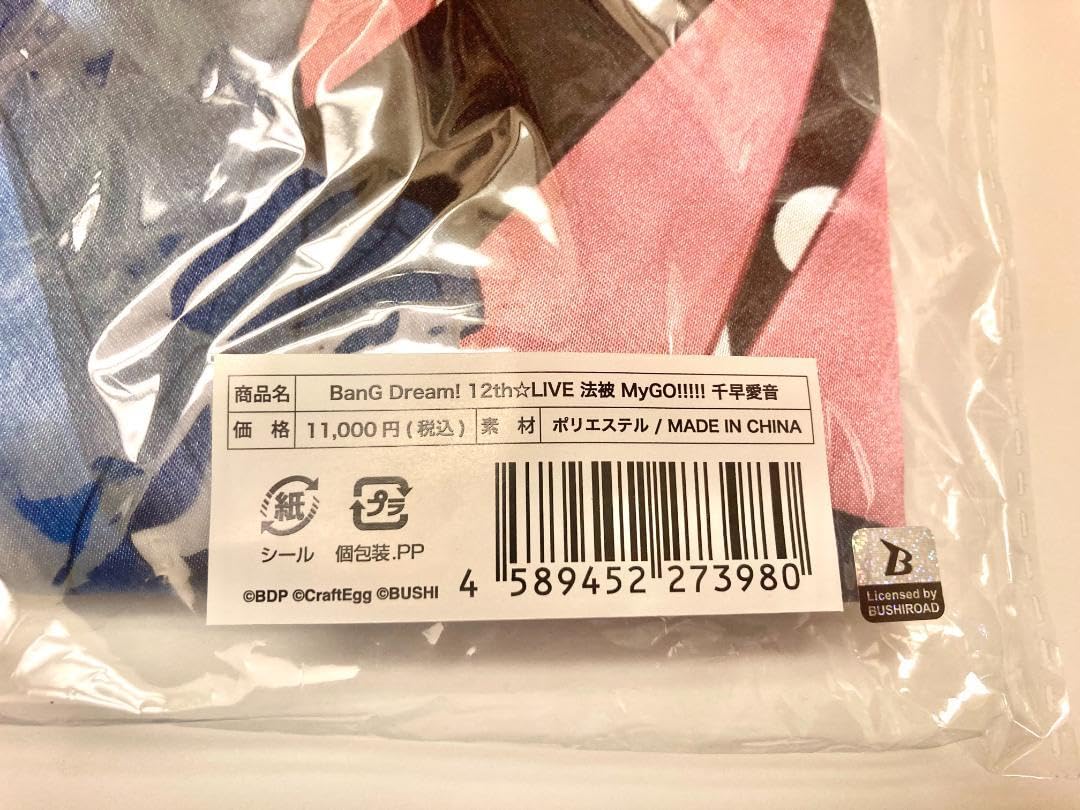 商品名 BanG Dream! 12th☆LIVE 法被 MyGO!!!!! 千早愛音
価 格 11,000円(税込) 素 材 ポリエステル / MADE IN CHINA
紙 プラ
シール 個包装.PP
©BDP ©CraftEgg ©BUSHI
4 589452 273980
B
Licensed by
BUSHIROAD